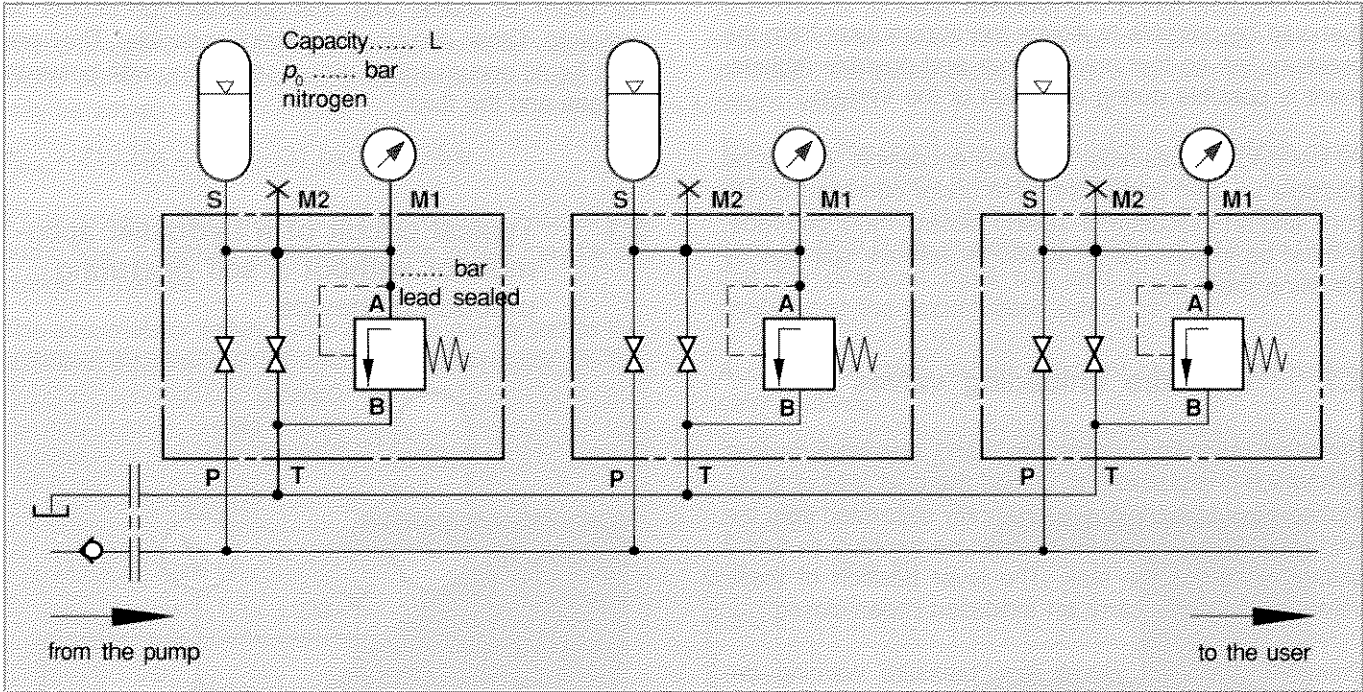 Capacity...... L
p0 ...... bar
nitrogen
S M2 M1
S M2 M1
S M2 M1
...... bar
lead sealed
A
A
A
B
B
B
P T
P T
P T
from the pump
to the user